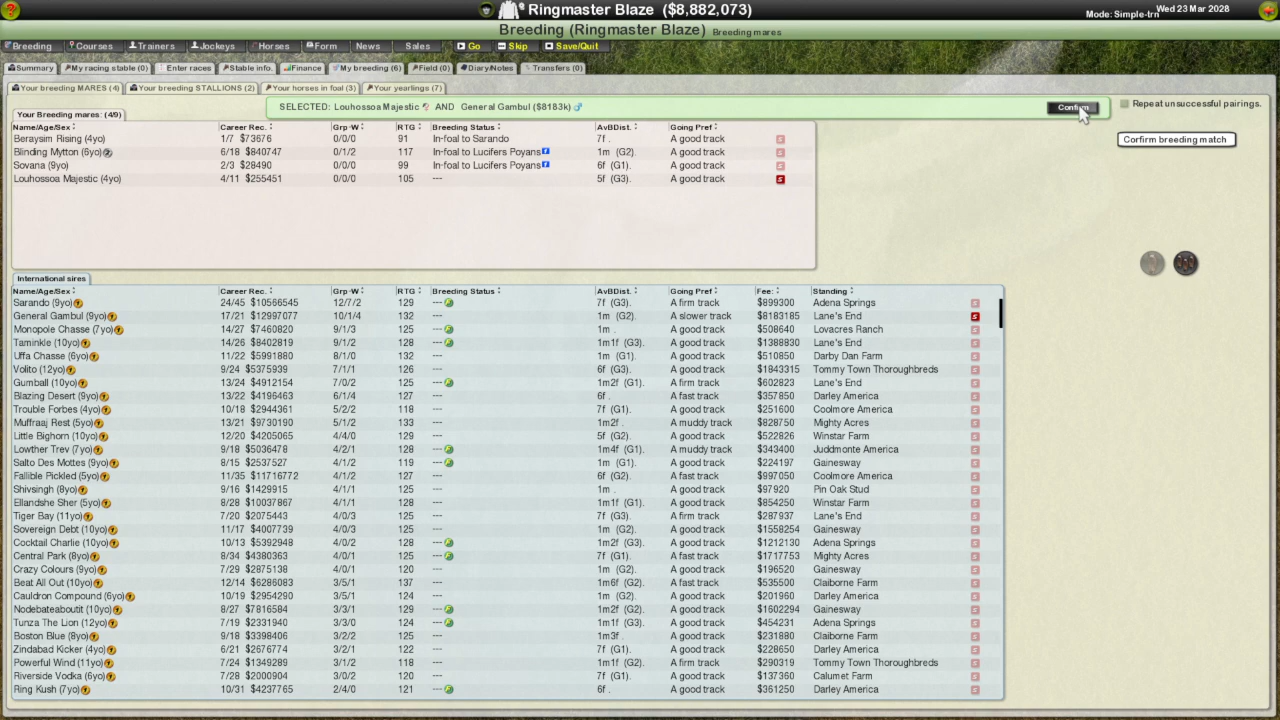 Ringmaster Blaze ($8,882,073)
Mode: Simple-trn Wed 23 Mar 2028
Breeding (Ringmaster Blaze) Breeding mares
Breeding Courses Trainers Jockeys Horses Form News Sales Go Skip Save/Quit
Summary My racing stable (0) Enter races Stable info. Finance My breeding (6) Field (0) Diary/Notes Transfers (0)
Your breeding MARES (4) Your breeding STALLIONS (2) Your horses in foal (3) Your yearlings (7)
SELECTED: Louhossoa Majestic AND General Gambul ($8183k) Confirm Repeat unsuccessful pairings.
Your Breeding mares: (4/9)
Confirm breeding match
Name/Age/Sex Career Rec. Grp-W RTG Breeding Status AvBDist. Going Pref
Beraysim Rising (4yo) 1/7 $73676 0/0/0 91 In-foal to Sarando 7f . A good track
Blinding Mytton (6yo) 6/18 $840747 0/1/2 117 In-foal to Lucifers Poyans 1m (G2). A good track
Sovana (9yo) 2/3 $28490 0/0/0 99 In-foal to Lucifers Poyans 6f (G1). A good track
Louhossoa Majestic (4yo) 4/11 $255451 0/0/0 105 --- 5f (G3). A good track
International sires
Name/Age/Sex Career Rec. Grp-W RTG Breeding Status AvBDist. Going Pref Fee: Standing
Sarando (9yo) 24/45 $10566545 12/7/2 129 --- 7f (G3). A firm track $899300 Adena Springs
General Gambul (9yo) 17/21 $12997077 10/1/4 132 --- 1m (G2). A slower track $8183185 Lane's End
Monopole Chasse (7yo) 14/27 $7460820 9/1/3 125 --- 1m . A good track $508640 Lovacres Ranch
Taminkle (10yo) 14/26 $8402819 9/1/2 128 --- 1m1f (G3). A good track $1388830 Lane's End
Uffa Chasse (6yo) 11/22 $5991880 8/1/0 132 --- 1m (G1). A good track $510850 Darby Dan Farm
Volito (12yo) 9/24 $5375939 7/1/1 126 --- 6f (G3). A good track $1843315 Tommy Town Thoroughbreds
Gumball (10yo) 13/24 $4912154 7/0/2 125 --- 1m2f (G1). A firm track $602823 Lane's End
Blazing Desert (9yo) 13/22 $4196463 6/1/4 127 --- 6f . A fast track $357850 Darley America
Trouble Forbes (4yo) 10/18 $2944361 5/2/2 118 --- 7f (G1). A good track $251600 Coolmore America
Muffraaj Rest (5yo) 13/21 $9730190 5/1/2 133 --- 1m2f . A muddy track $828750 Mighty Acres
Little Bighorn (10yo) 12/20 $4205065 4/4/0 129 --- 5f (G2). A good track $522826 Winstar Farm
Lowther Trev (7yo) 9/18 $5036478 4/2/1 128 --- 1m4f (G1). A muddy track $343400 Juddmonte America
Salto Des Mottes (9yo) 8/15 $2537527 4/1/2 119 --- 1m (G1). A good track $224197 Gainesway
Fallible Pickled (5yo) 11/35 $11716772 4/1/2 127 --- 6f (G2). A fast track $997050 Coolmore America
Shivsingh (8yo) 9/16 $1429915 4/1/1 125 --- 1m . A good track $97920 Pin Oak Stud
Ellandshe Sher (5yo) 8/28 $10037867 4/1/1 128 --- 1m1f (G1). A good track $854250 Winstar Farm
Tiger Bay (11yo) 7/20 $2075443 4/0/3 125 --- 7f (G3). A firm track $287937 Lane's End
Sovereign Debt (10yo) 11/17 $4007739 4/0/3 125 --- 1m (G2). A good track $1558254 Gainesway
Cocktail Charlie (10yo) 10/13 $5392948 4/0/2 128 --- 1m2f (G3). A good track $1212130 Adena Springs
Central Park (8yo) 8/34 $4380363 4/0/1 125 --- 7f (G1). A fast track $1717753 Mighty Acres
Crazy Colours (9yo) 7/29 $2875138 4/0/1 120 --- 1m (G2). A good track $196520 Gainesway
Beat All Out (10yo) 12/14 $6286083 3/5/1 137 --- 1m6f (G2). A fast track $535500 Claiborne Farm
Cauldron Compound (6yo) 10/19 $2954290 3/5/1 124 --- 1m (G2). A good track $201960 Darley America
Nodebateaboutit (10yo) 8/27 $7816584 3/3/1 129 --- 1m2f (G2). A good track $1602294 Gainesway
Tunza The Lion (12yo) 7/19 $2331940 3/3/0 124 --- 1m1f (G3). A good track $454231 Adena Springs
Boston Blue (8yo) 9/18 $3398406 3/2/2 125 --- 1m3f . A good track $231880 Claiborne Farm
Zindabad Kicker (4yo) 6/21 $2676774 3/2/1 122 --- 7f (G1). A good track $228650 Darley America
Powerful Wind (11yo) 7/24 $1349289 3/1/2 118 --- 1m1f (G2). A firm track $290319 Tommy Town Thoroughbreds
Riverside Vodka (6yo) 7/28 $2000904 3/0/2 120 --- 7f (G1). A good track $137360 Calumet Farm
Ring Kush (7yo) 10/31 $4237765 2/4/0 121 --- 6f . A good track $361250 Darley America